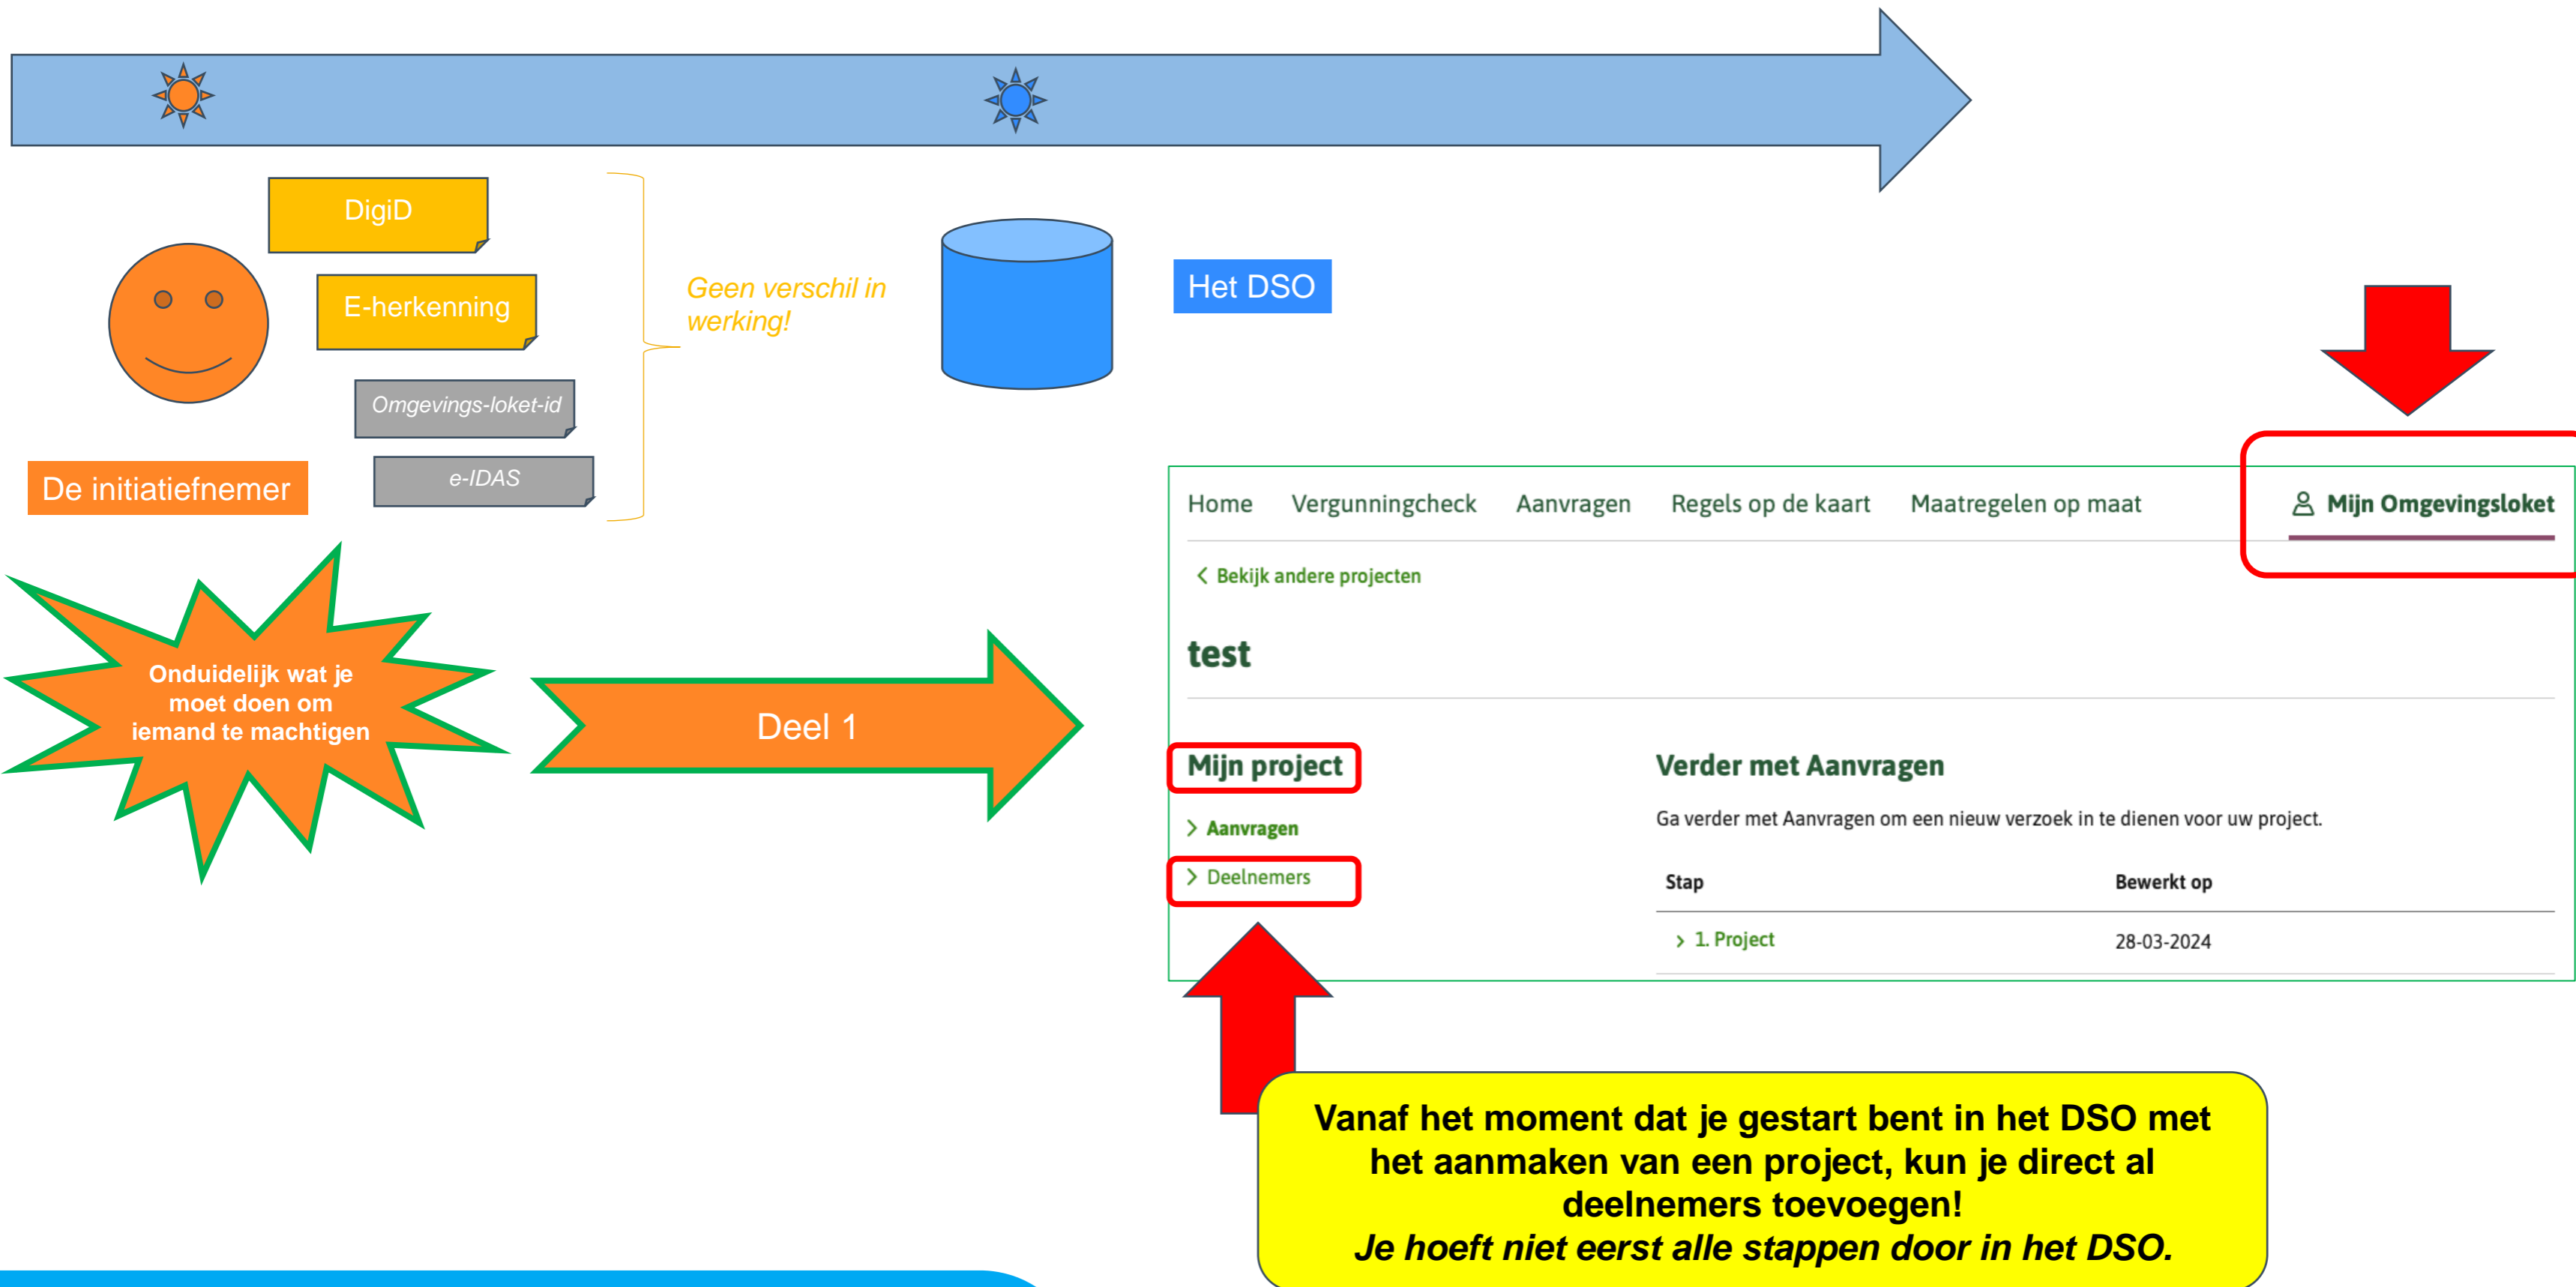 DigiD
E-herkenning
Omgevings-loket-id
e-IDAS
De initiatiefnemer
Geen verschil in
werking!
Het DSO
Onduidelijk wat je
moet doen om
iemand te machtigen
Deel 1
Home Vergunningcheck Aanvragen Regels op de kaart Maatregelen op maat Mijn Omgevingsloket
Bekijk andere projecten
test
Mijn project
Aanvragen
Deelnemers
Verder met Aanvragen
Ga verder met Aanvragen om een nieuw verzoek in te dienen voor uw project.
Stap Bewerkt op
1. Project 28-03-2024
Vanaf het moment dat je gestart bent in het DSO met
het aanmaken van een project, kun je direct al
deelnemers toevoegen!
Je hoeft niet eerst alle stappen door in het DSO.